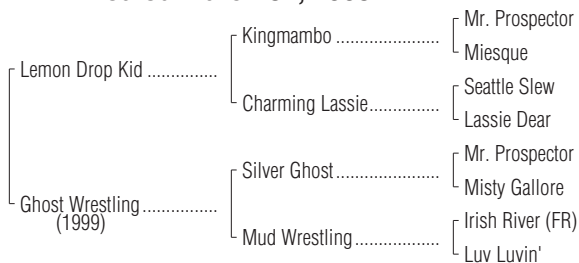 Mr. Prospector
Kingmambo ......................
Miesque
Lemon Drop Kid ...............
Seattle Slew
Charming Lassie...............
Lassie Dear
Mr. Prospector
Silver Ghost......................
Misty Gallore
Ghost Wrestling................
(1999)
Irish River (FR)
Mud Wrestling..................
Luv Luvin'